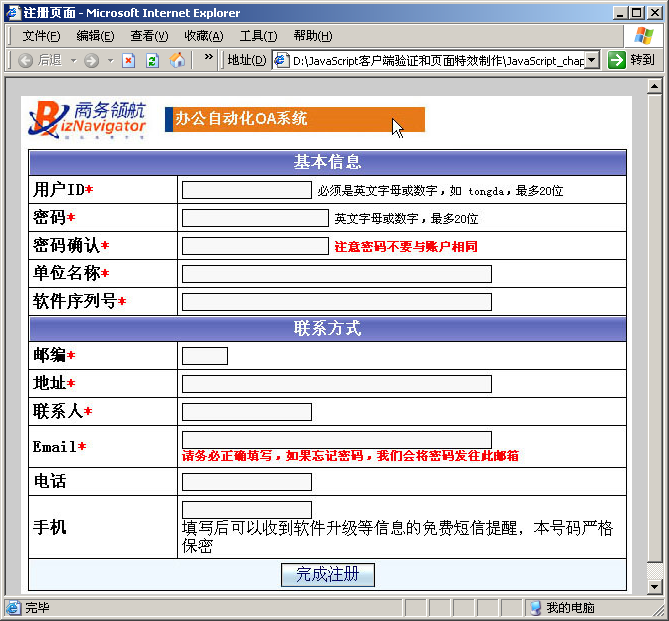 注册页面 - Microsoft Internet Explorer
文件(F) 编辑(E) 查看(V) 收藏(A) 工具(T) 帮助(H)
后退 » 地址(D) D:\JavaScript客户端验证和页面特效制作\JavaScript_chap 转到
商务领航
BizNavigator
办公自动化OA系统
基本信息
用户ID* 必须是英文字母或数字，如 tongda，最多20位
密码* 英文字母或数字，最多20位
密码确认* 注意密码不要与账户相同
单位名称*
软件序列号*
联系方式
邮编*
地址*
联系人*
Email*
请务必正确填写，如果忘记密码，我们会将密码发往此邮箱
电话
手机
填写后可以收到软件升级等信息的免费短信提醒，本号码严格
保密
完成注册
完毕 我的电脑